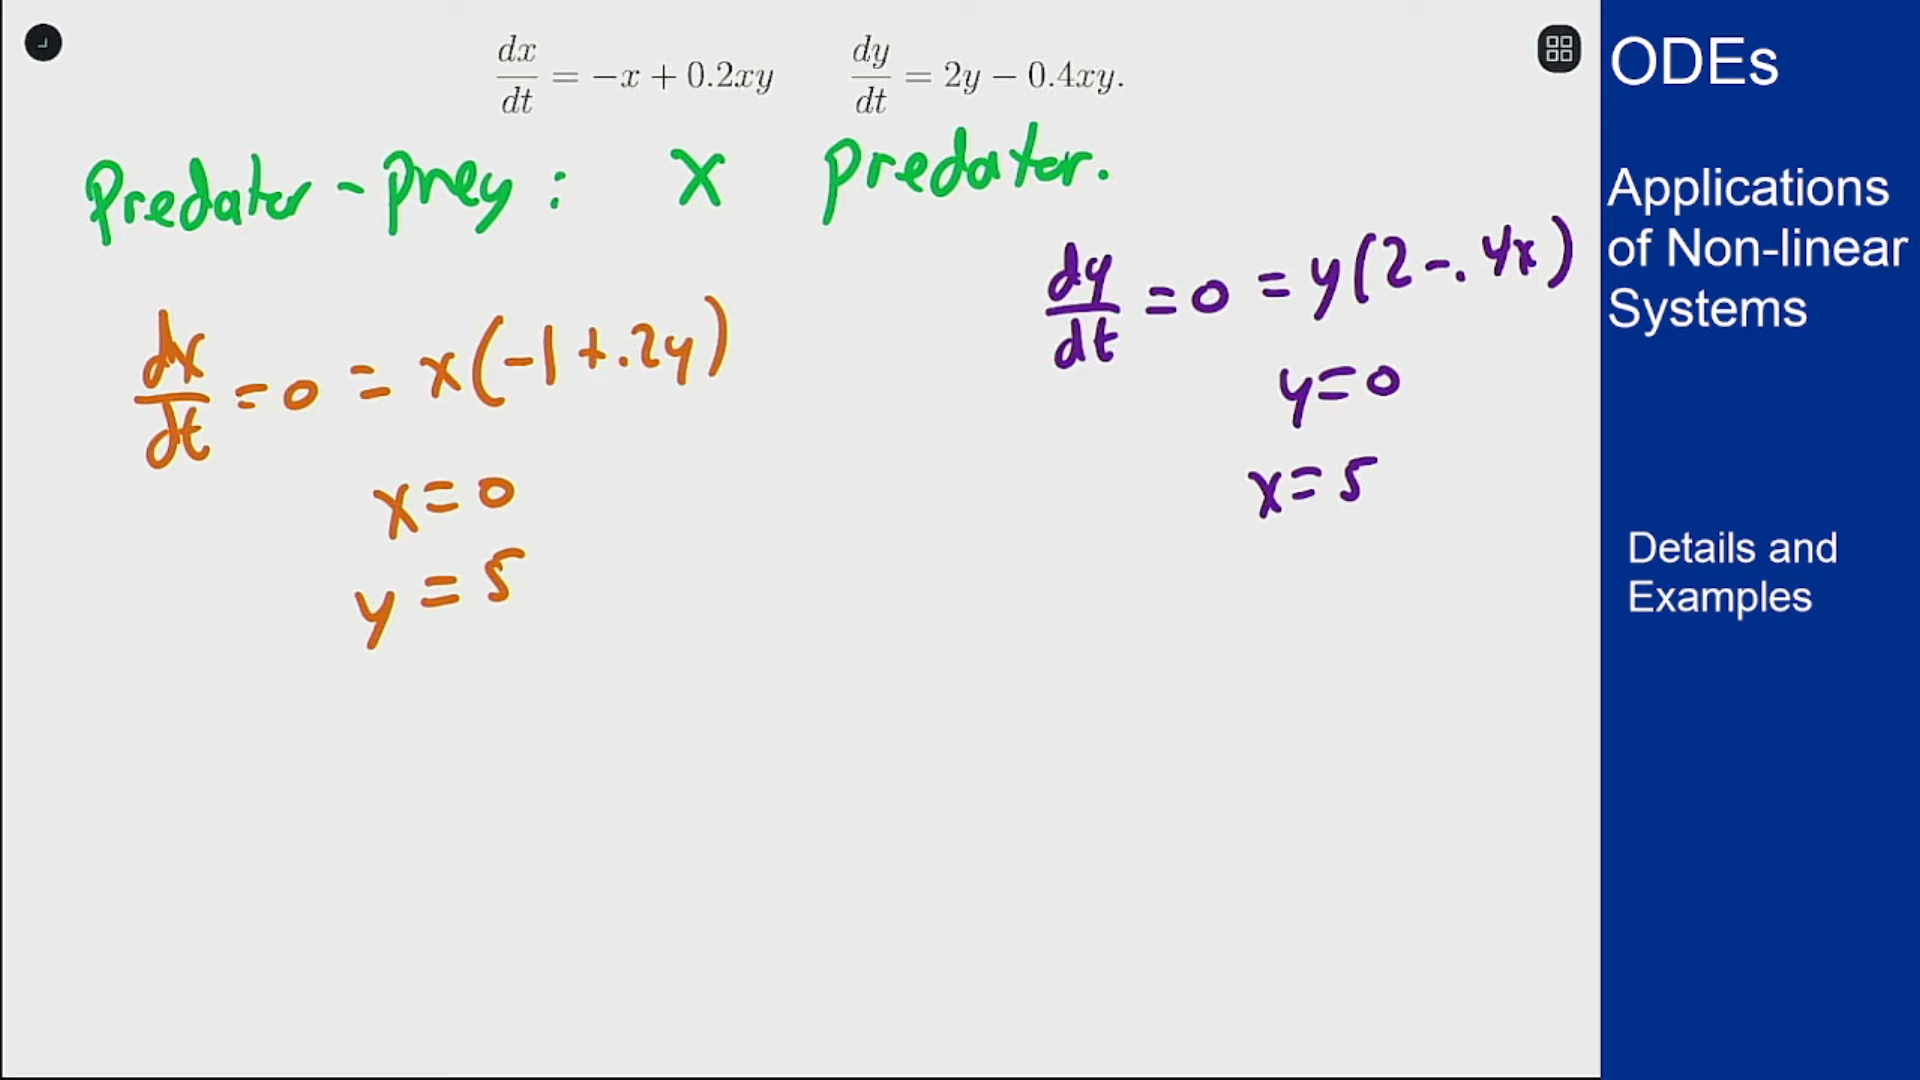 dx/dt = −x + 0.2xy   dy/dt = 2y − 0.4xy.
Predator - prey : x predator.
dx/dt = 0 = x(-1 + .2y)
x = 0
y = 5
dy/dt = 0 = y(2 - .4x)
y = 0
x = 5
ODEs
Applications
of Non-linear
Systems
Details and
Examples